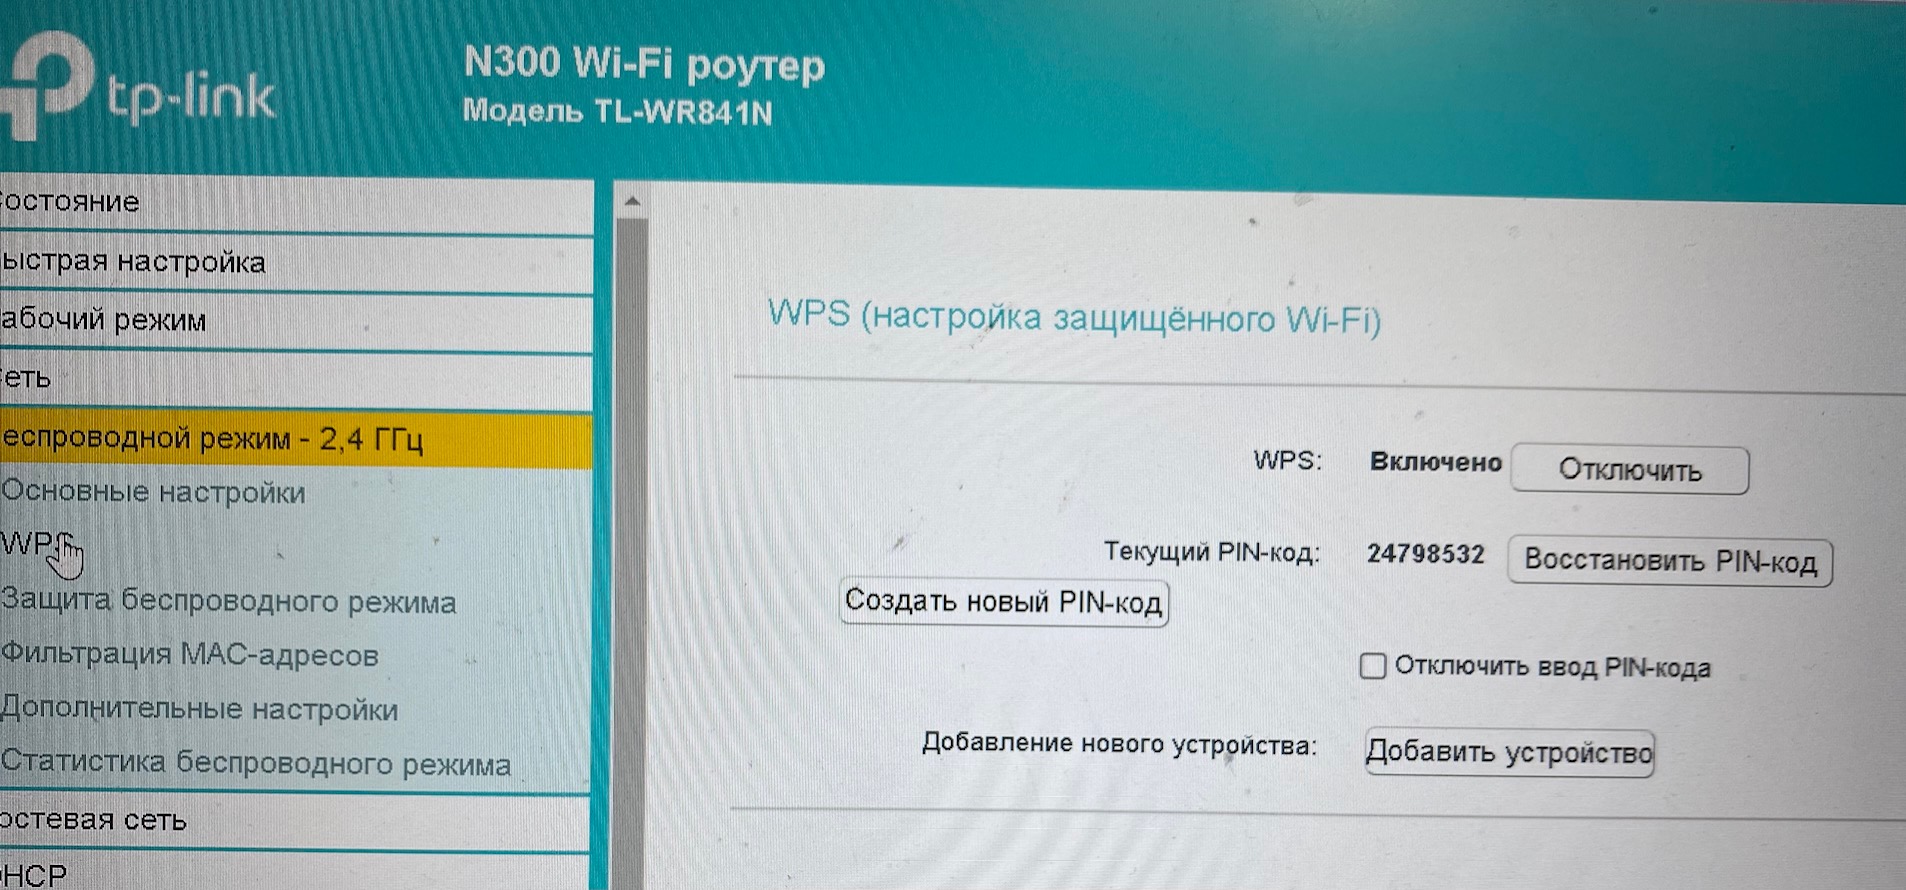 tp-link
N300 Wi-Fi роутер
Модель TL-WR841N
остояние
ыстрая настройка
абочий режим
еть
еспроводной режим - 2,4 ГГц
Основные настройки
WPS
Защита беспроводного режима
Фильтрация MAC-адресов
Дополнительные настройки
Статистика беспроводного режима
остевая сеть
HCP
WPS (настройка защищённого Wi-Fi)
WPS: Включено Отключить
Текущий PIN-код: 24798532 Восстановить PIN-код
Создать новый PIN-код
Отключить ввод PIN-кода
Добавление нового устройства: Добавить устройство